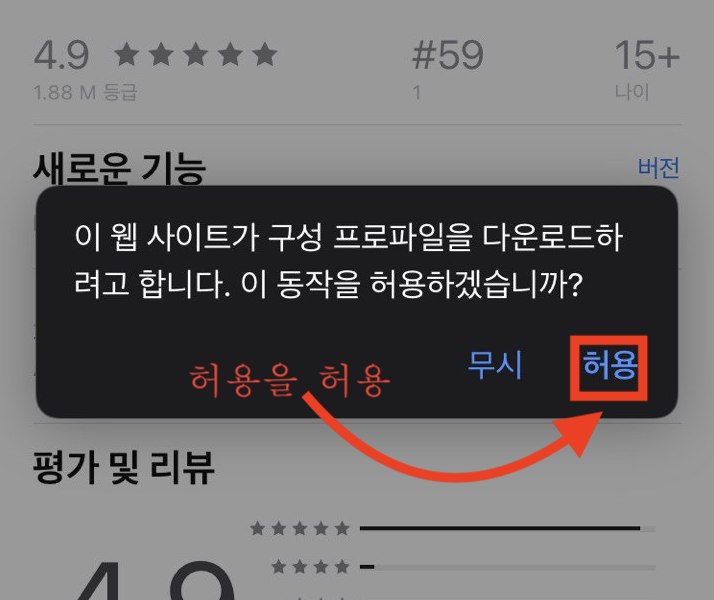 4.9 ★★★★★ #59 15+
1.88 M 등급 1 나이
새로운 기능 버전
이 웹 사이트가 구성 프로파일을 다운로드하
려고 합니다. 이 동작을 허용하겠습니까?
무시 허용
허용을 허용
평가 및 리뷰
★★★★★
4.9 ★★★★